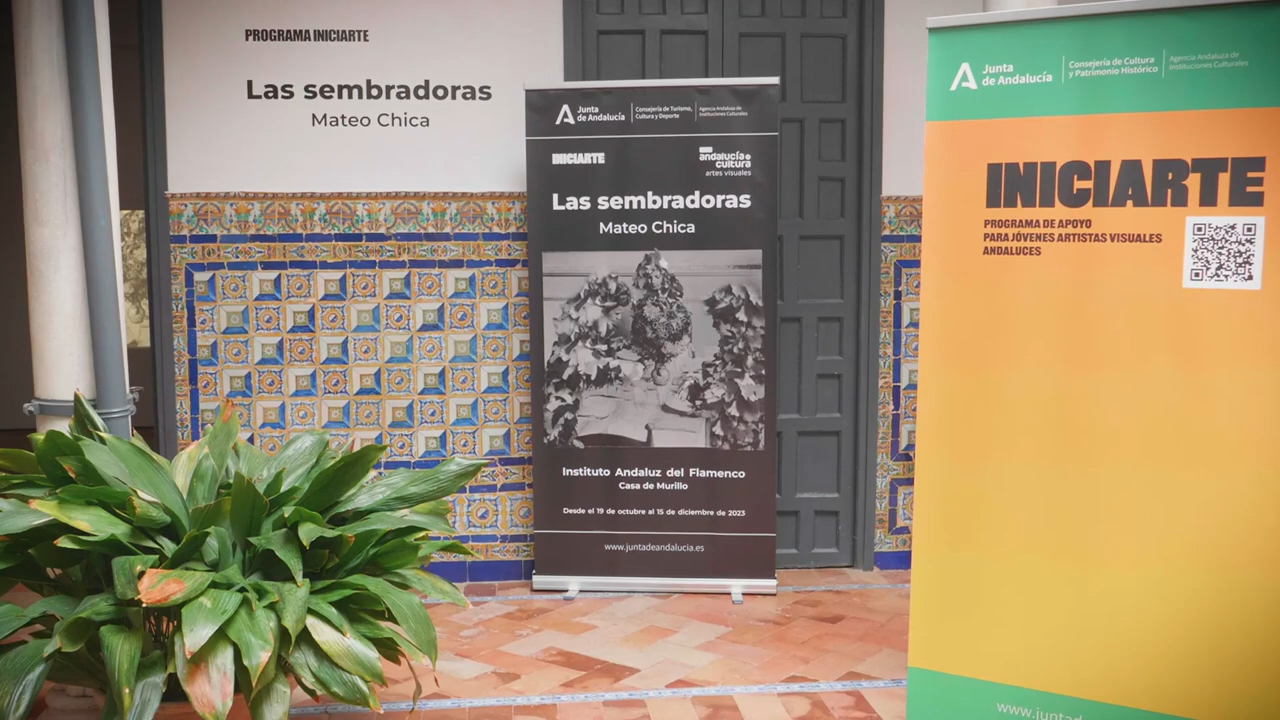 PROGRAMA INICIARTE
Las sembradoras
Mateo Chica
Junta
de Andalucía
Consejería de Turismo,
Cultura y Deporte
Agencia Andaluza de
Instituciones Culturales
INICIARTE
andalucía
cultura
artes visuales
Las sembradoras
Mateo Chica
Instituto Andaluz del Flamenco
Casa de Murillo
Desde el 19 de octubre al 15 de diciembre de 2023
www.juntadeandalucia.es
Junta
de Andalucía
Consejería de Cultura
y Patrimonio Histórico
Agencia Andaluza de
Instituciones Culturales
INICIARTE
PROGRAMA DE APOYO
PARA JÓVENES ARTISTAS VISUALES
ANDALUCES
www.juntad